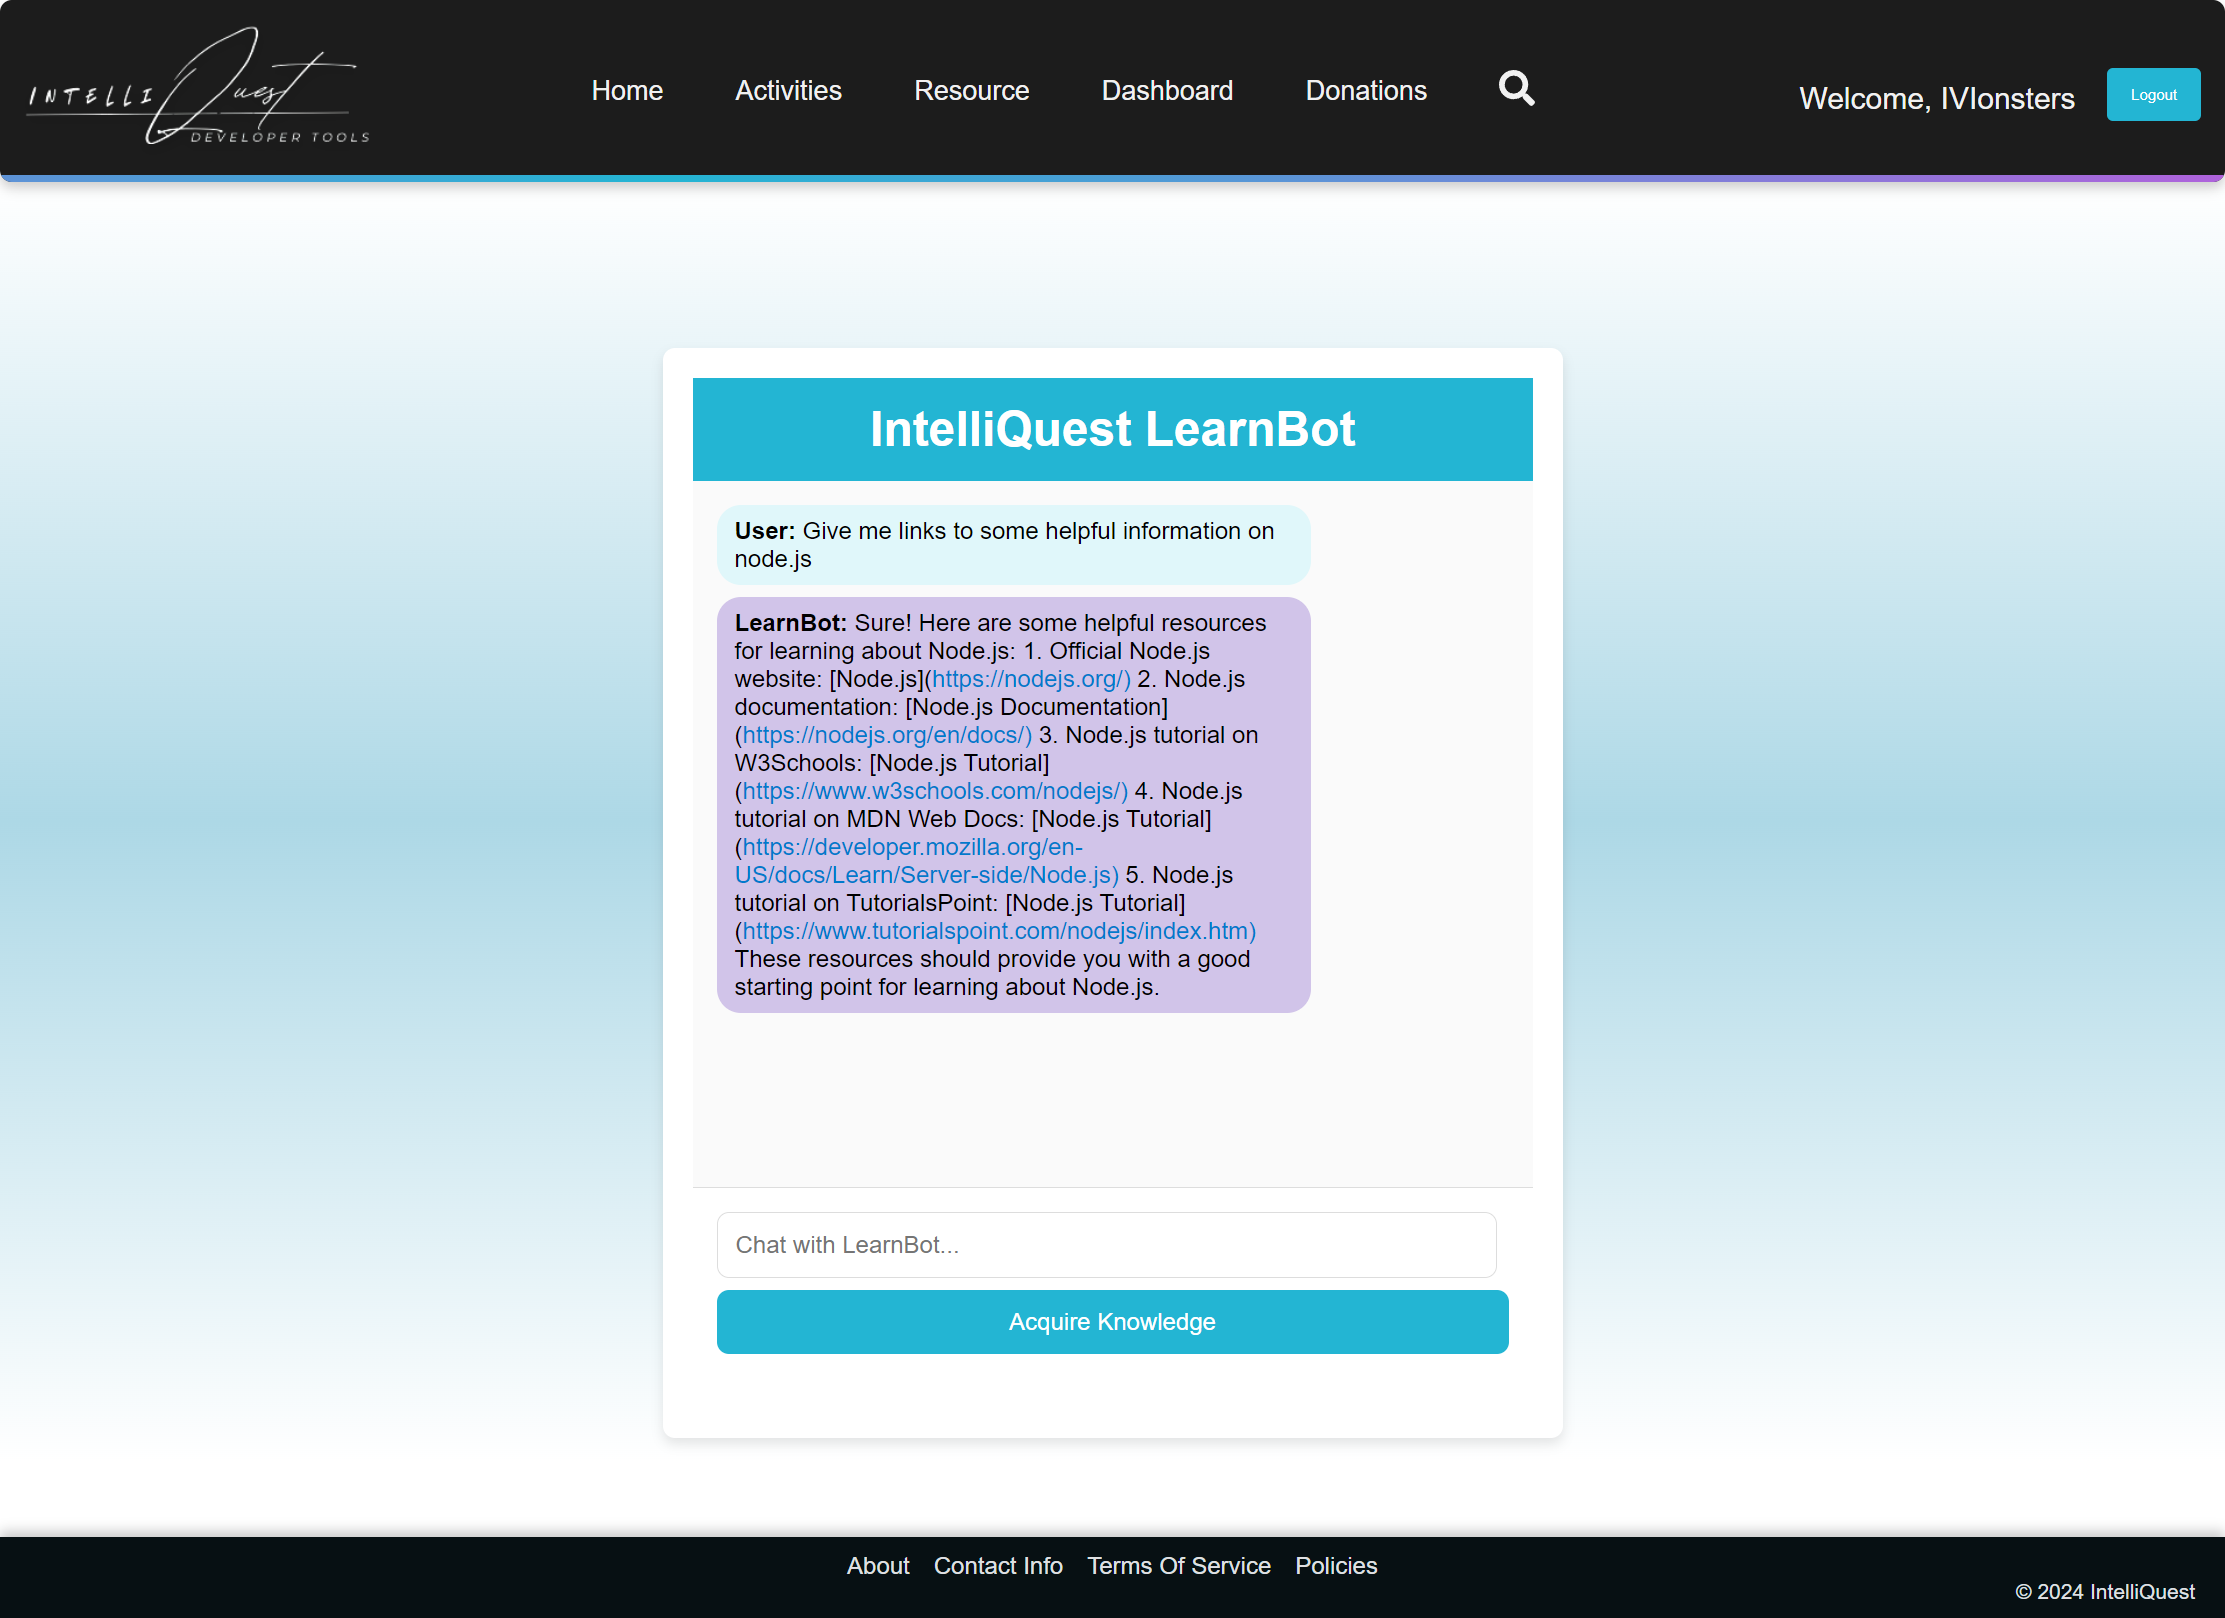 INTELLI Quest
DEVELOPER TOOLS
Home Activities Resource Dashboard Donations
Welcome, IVIonsters
Logout
IntelliQuest LearnBot
User: Give me links to some helpful information on
node.js
LearnBot: Sure! Here are some helpful resources
for learning about Node.js: 1. Official Node.js
website: [Node.js](https://nodejs.org/) 2. Node.js
documentation: [Node.js Documentation]
(https://nodejs.org/en/docs/) 3. Node.js tutorial on
W3Schools: [Node.js Tutorial]
(https://www.w3schools.com/nodejs/) 4. Node.js
tutorial on MDN Web Docs: [Node.js Tutorial]
(https://developer.mozilla.org/en-
US/docs/Learn/Server-side/Node.js) 5. Node.js
tutorial on TutorialsPoint: [Node.js Tutorial]
(https://www.tutorialspoint.com/nodejs/index.htm)
These resources should provide you with a good
starting point for learning about Node.js.
Chat with LearnBot...
Acquire Knowledge
About Contact Info Terms Of Service Policies
© 2024 IntelliQuest